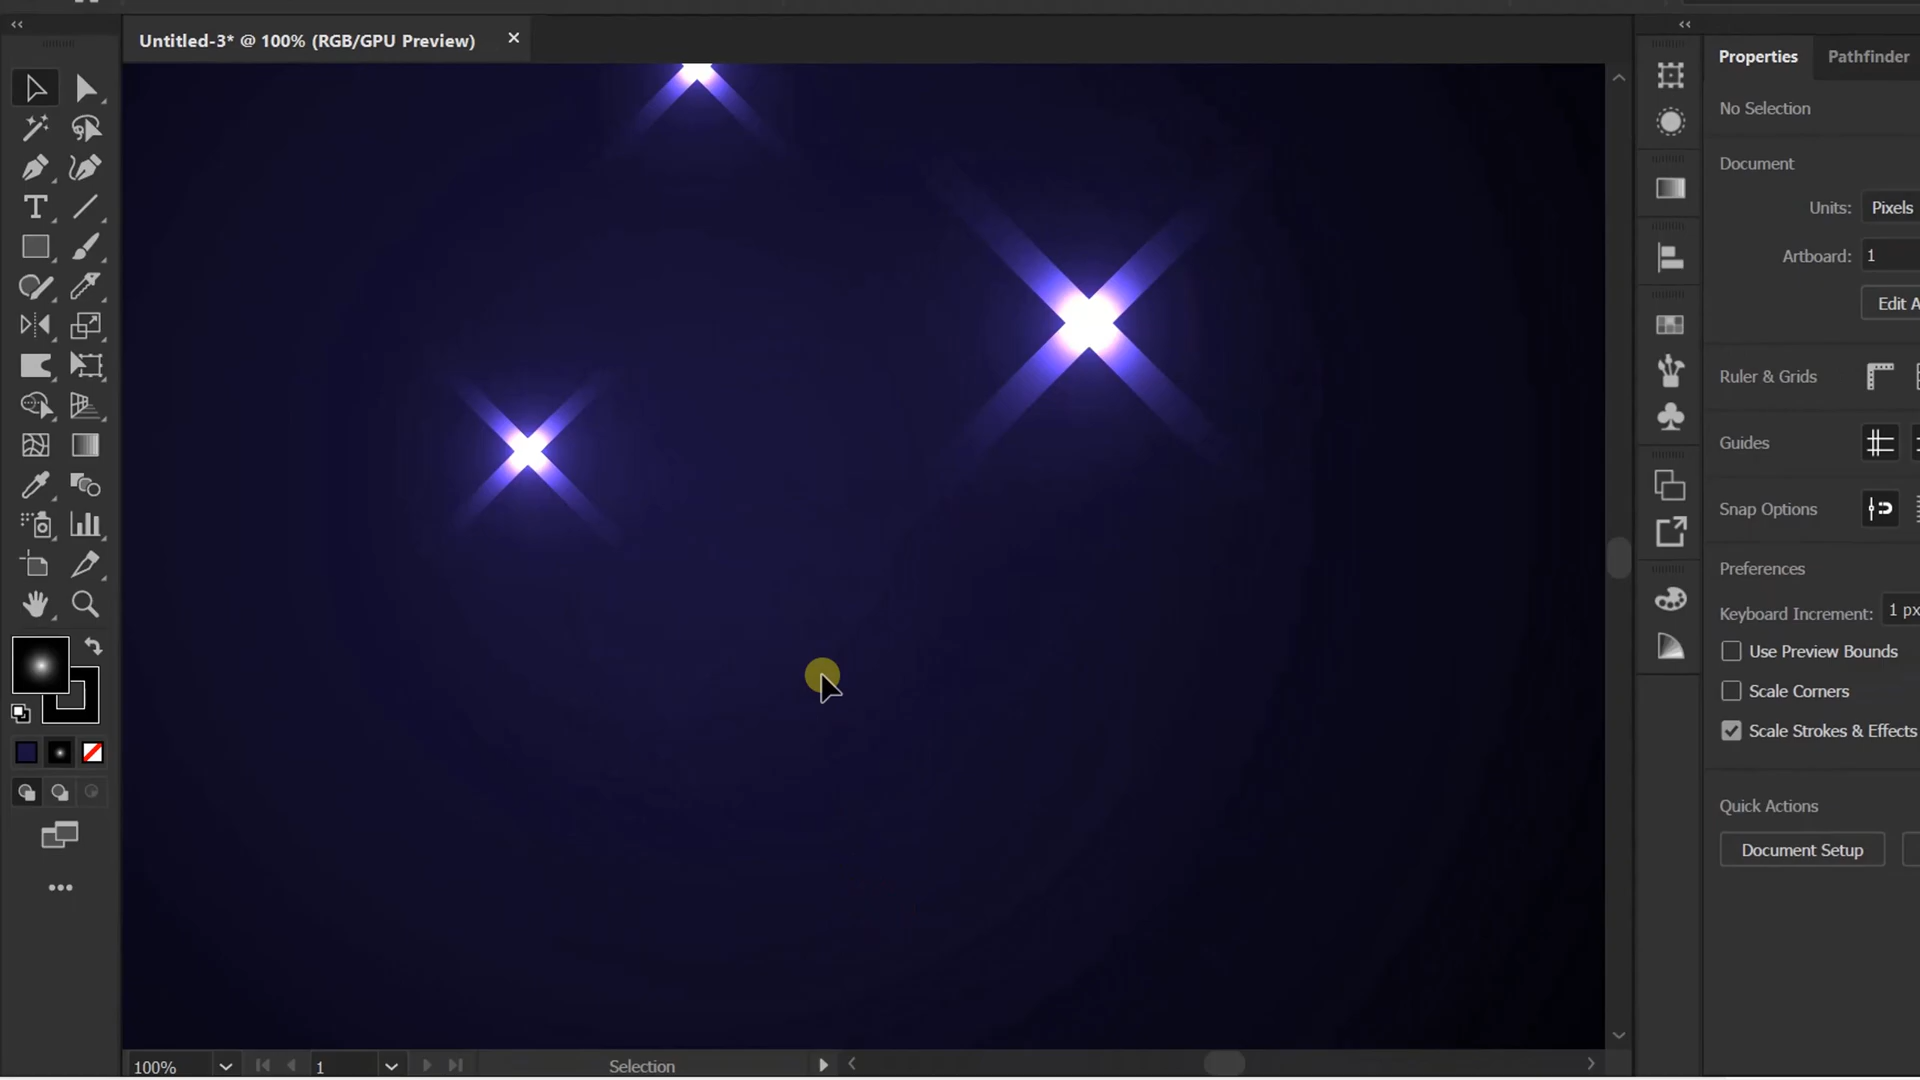 Untitled-3* @ 100% (RGB/GPU Preview)
Properties
Pathfinder
No Selection
Document
Units:
Pixels
Artboard:
1
Edit A
Ruler & Grids
Guides
Snap Options
Preferences
Keyboard Increment:
1 px
Use Preview Bounds
Scale Corners
Scale Strokes & Effects
Quick Actions
Document Setup
100%
1
Selection